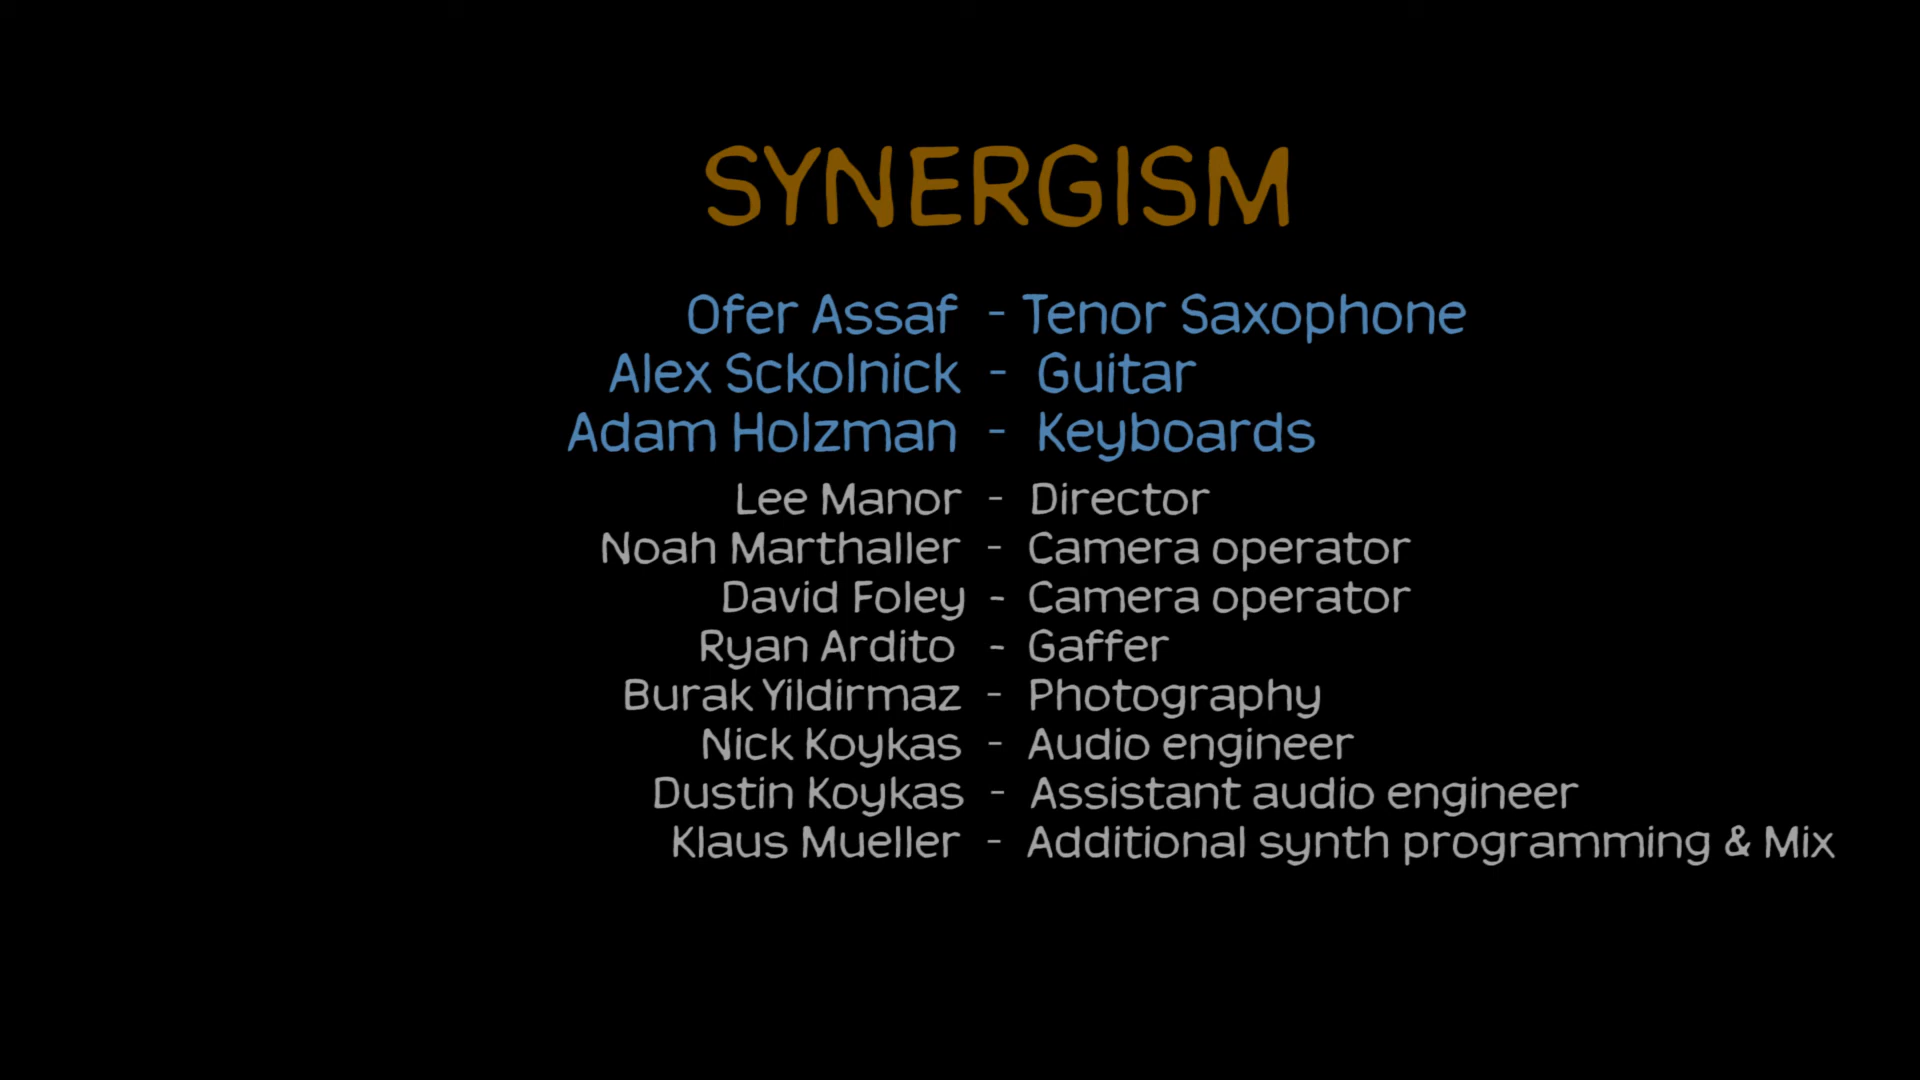 SYNERGISM
Ofer Assaf - Tenor Saxophone
Alex Sckolnick - Guitar
Adam Holzman - Keyboards
Lee Manor - Director
Noah Marthaller - Camera operator
David Foley - Camera operator
Ryan Ardito - Gaffer
Burak Yildirmaz - Photography
Nick Koykas - Audio engineer
Dustin Koykas - Assistant audio engineer
Klaus Mueller - Additional synth programming & Mix